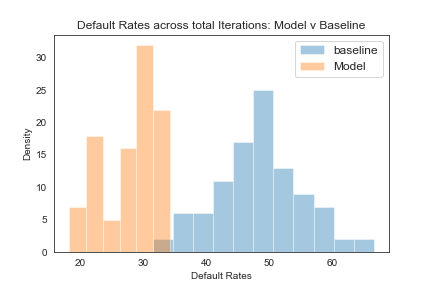 Default Rates across total Iterations: Model v Baseline
baseline
Model
Density
30
25
20
15
10
5
0
20 30 40 50 60
Default Rates